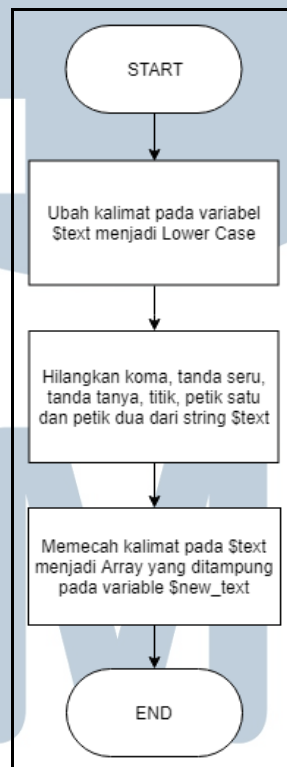 START
Ubah kalimat pada variabel
$text menjadi Lower Case
Hilangkan koma, tanda seru,
tanda tanya, titik, petik satu
dan petik dua dari string $text
Memecah kalimat pada $text
menjadi Array yang ditampung
pada variable $new_text
END